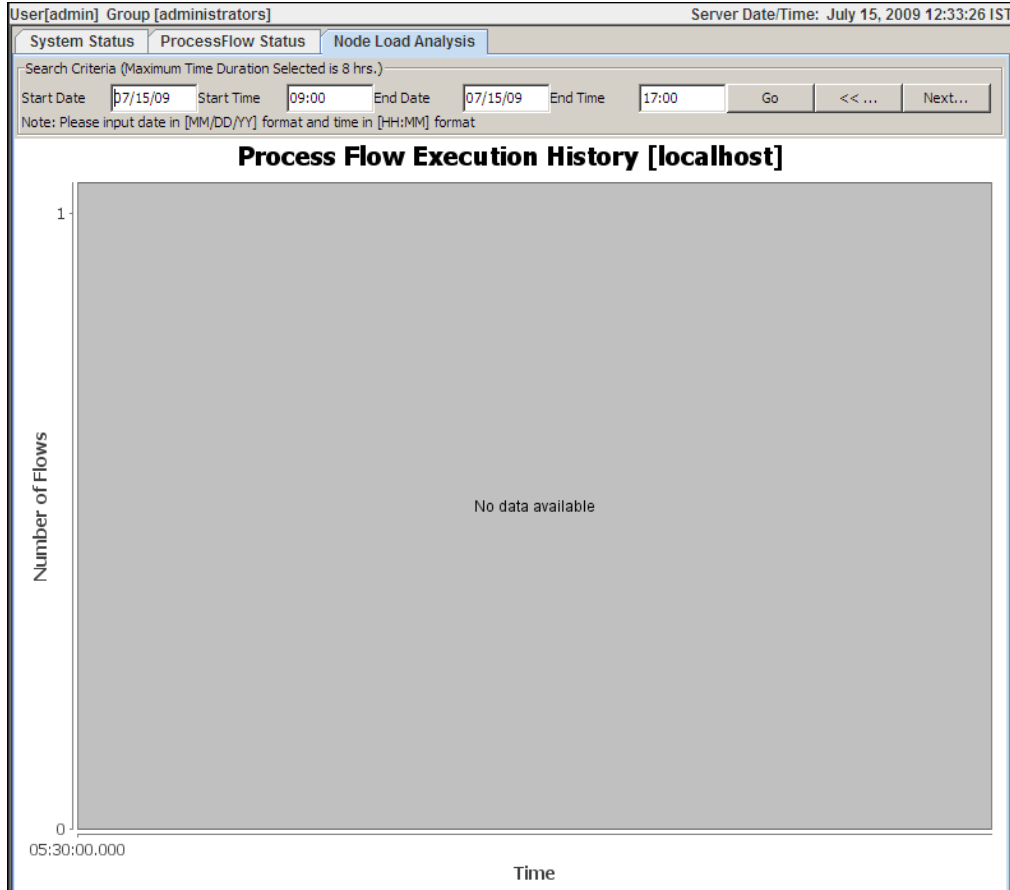 User[admin] Group [administrators] Server Date/Time: July 15, 2009 12:33:26 IST
System Status ProcessFlow Status Node Load Analysis
Search Criteria (Maximum Time Duration Selected is 8 hrs.)
Start Date 07/15/09 Start Time 09:00 End Date 07/15/09 End Time 17:00 Go << ... Next...
Note: Please input date in [MM/DD/YY] format and time in [HH:MM] format
Process Flow Execution History [localhost]
1
Number of Flows
No data available
0
05:30:00.000
Time